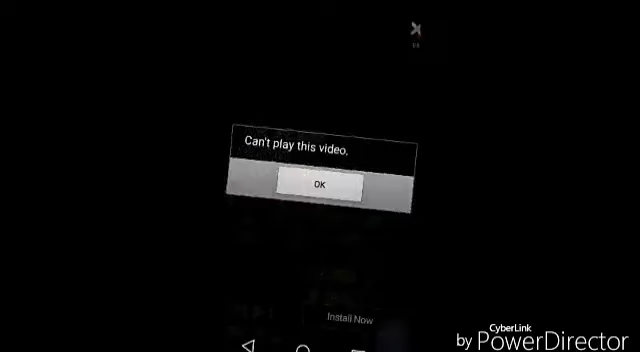 Can't play this video.
OK
Install Now
CyberLink
by PowerDirector